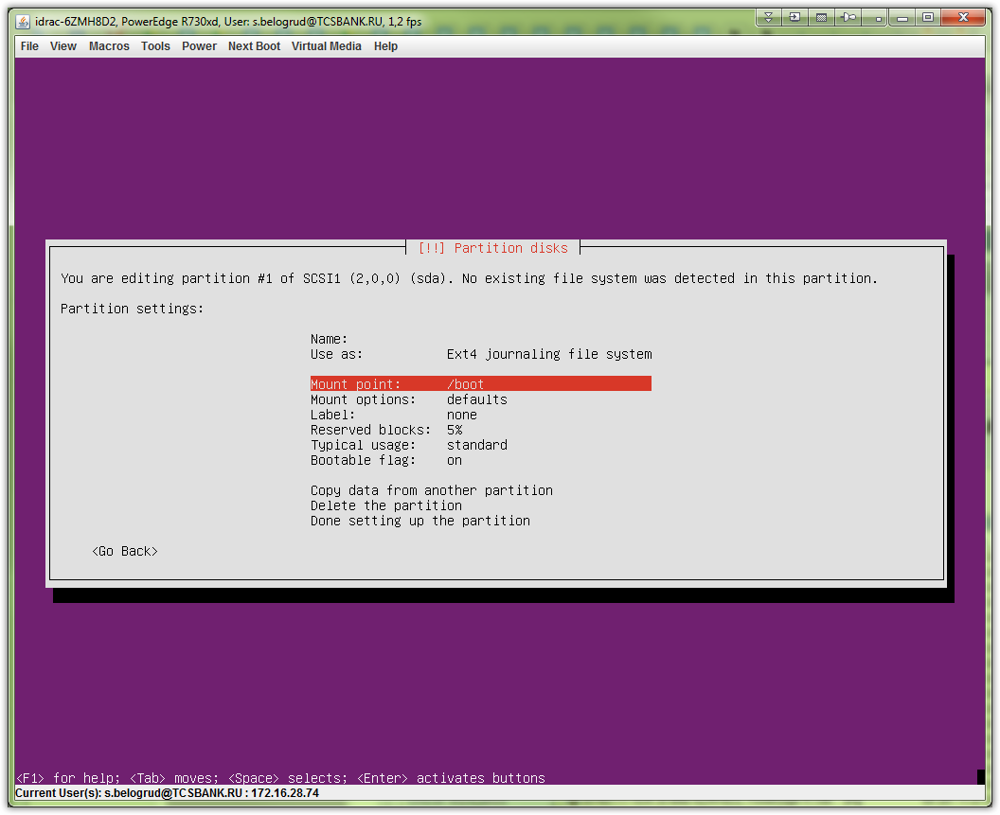 idrac-6ZMH8D2, PowerEdge R730xd, User: s.belogrud@TCSBANK.RU, 1,2 fps
File View Macros Tools Power Next Boot Virtual Media Help
[!!] Partition disks
You are editing partition #1 of SCSI1 (2,0,0) (sda). No existing file system was detected in this partition.
Partition settings:
Name:
Use as: Ext4 journaling file system
Mount point: /boot
Mount options: defaults
Label: none
Reserved blocks: 5%
Typical usage: standard
Bootable flag: on
Copy data from another partition
Delete the partition
Done setting up the partition
<Go Back>
<F1> for help; <Tab> moves; <Space> selects; <Enter> activates buttons
Current User(s): s.belogrud@TCSBANK.RU : 172.16.28.74